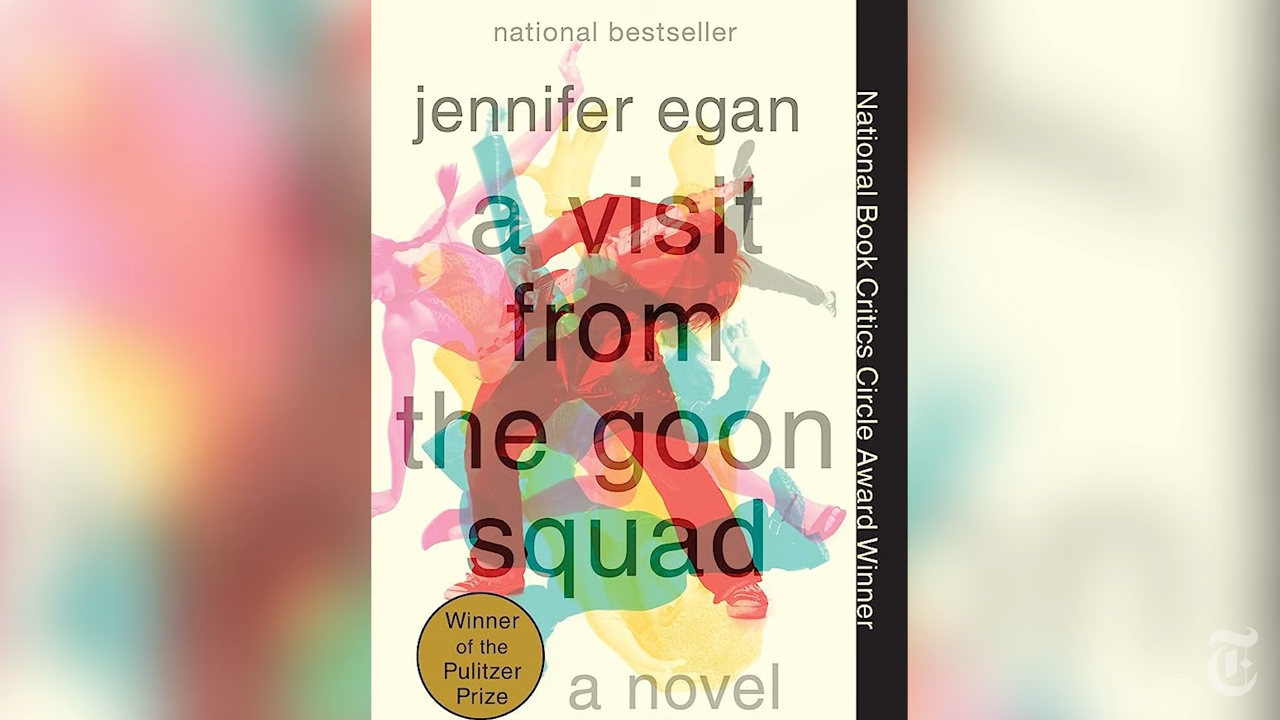 national bestseller
jennifer egan
a visit
from
the goon
squad
Winner
of the
Pulitzer
Prize
a novel
National Book Critics Circle Award Winner
T